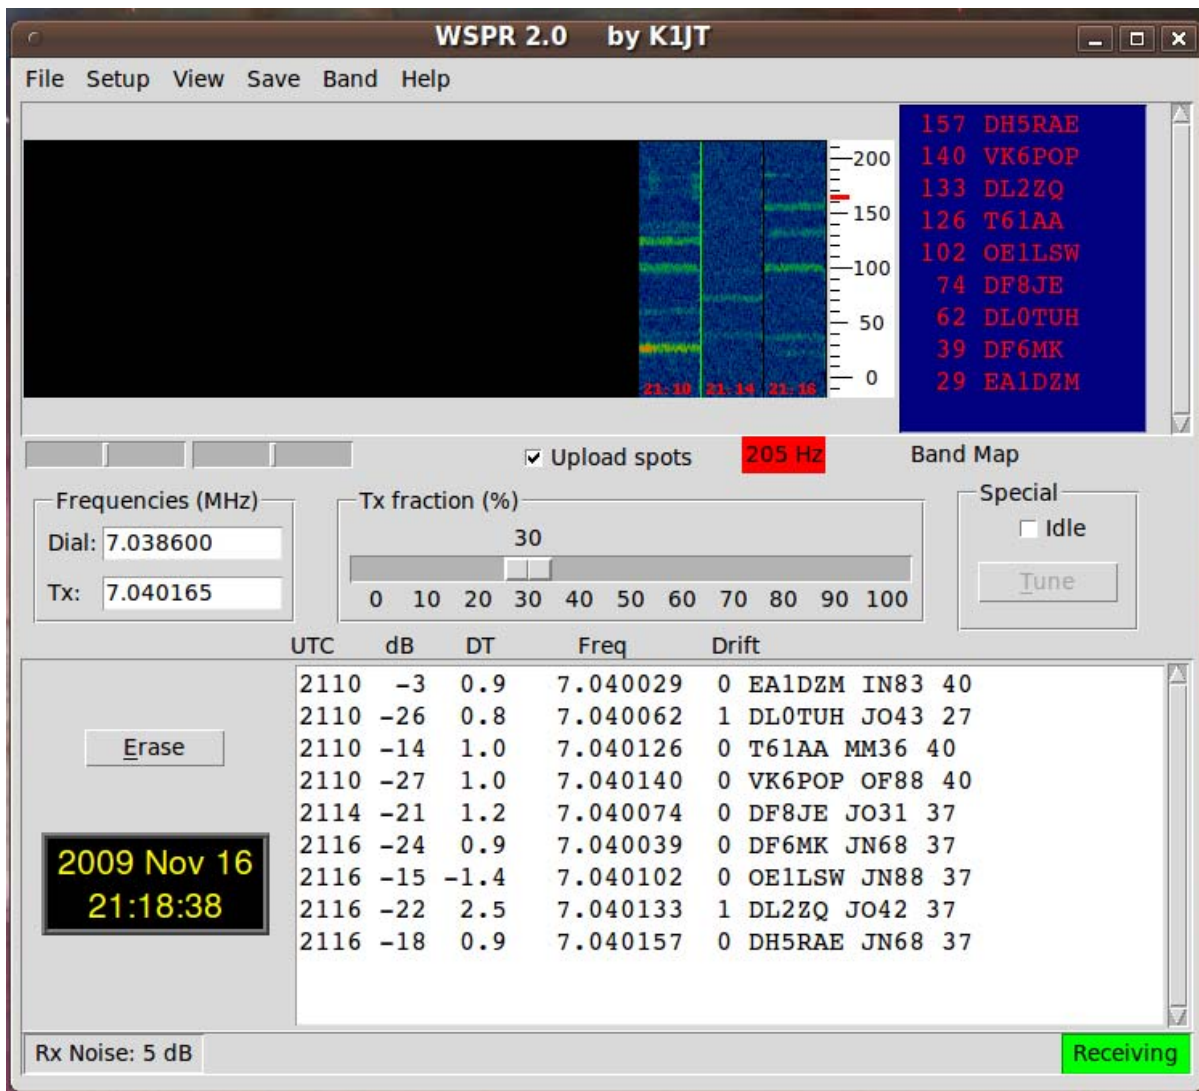 WSPR 2.0 by K1JT
File Setup View Save Band Help
200
150
100
50
0
21:10 21:14 21:16
157 DH5RAE
140 VK6POP
133 DL2ZQ
126 T61AA
102 OE1LSW
74 DF8JE
62 DL0TUH
39 DF6MK
29 EA1DZM
Upload spots
205 Hz
Band Map
Frequencies (MHz)
Dial: 7.038600
Tx: 7.040165
Tx fraction (%)
30
0 10 20 30 40 50 60 70 80 90 100
Special
Idle
Tune
UTC dB DT Freq Drift
2110 -3 0.9 7.040029 0 EA1DZM IN83 40
2110 -26 0.8 7.040062 1 DL0TUH JO43 27
2110 -14 1.0 7.040126 0 T61AA MM36 40
2110 -27 1.0 7.040140 0 VK6POP OF88 40
2114 -21 1.2 7.040074 0 DF8JE JO31 37
2116 -24 0.9 7.040039 0 DF6MK JN68 37
2116 -15 -1.4 7.040102 0 OE1LSW JN88 37
2116 -22 2.5 7.040133 1 DL2ZQ JO42 37
2116 -18 0.9 7.040157 0 DH5RAE JN68 37
Erase
2009 Nov 16
21:18:38
Rx Noise: 5 dB
Receiving